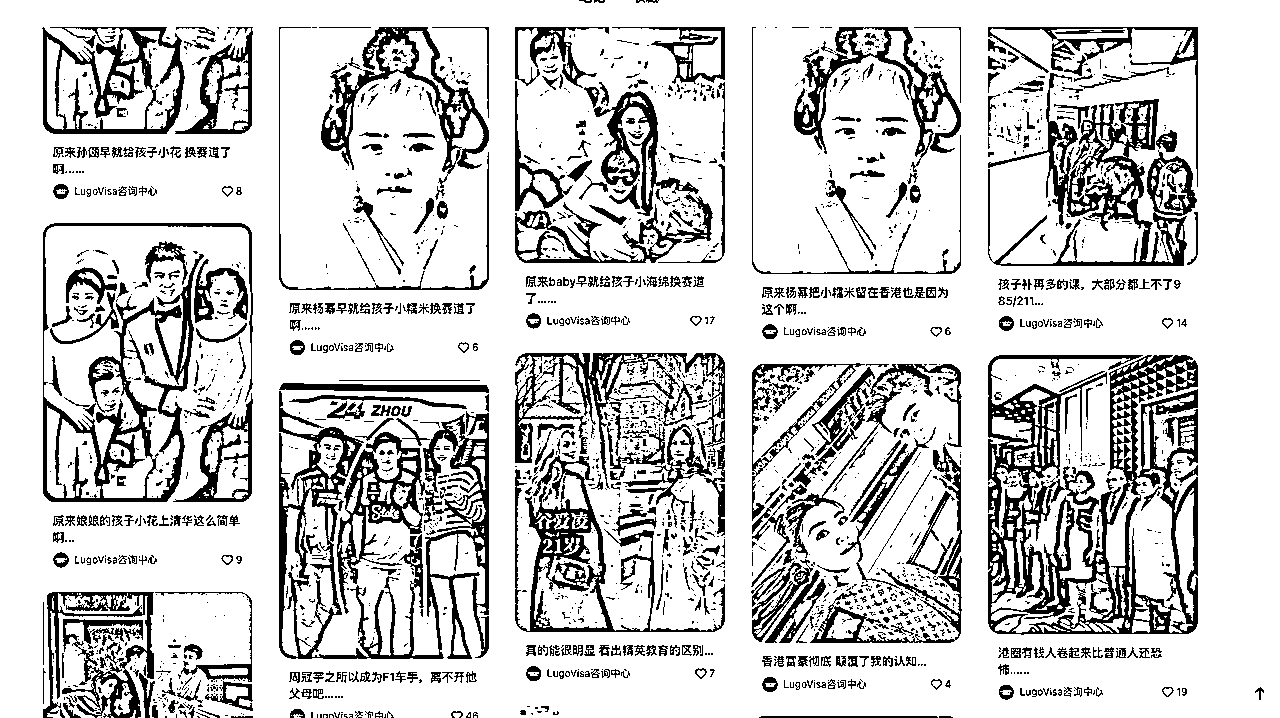 原来孙俪早就给孩子小花 换赛道了
啊......
LugoVisa咨询中心
8
原来娘娘的孩子小花上清华这么简单
啊...
LugoVisa咨询中心
9
原来杨幂早就给孩子小糯米换赛道了
啊......
LugoVisa咨询中心
6
ZHOU
周冠宇之所以成为F1车手，离不开他
父母吧......
LugoVisa咨询中心
46
原来baby早就给孩子小海绵换赛道
了......
LugoVisa咨询中心
17
21岁
真的能很明显 看出精英教育的区别...
LugoVisa咨询中心
7
原来杨幂把小糯米留在香港也是因为
这个啊...
LugoVisa咨询中心
6
香港富豪彻底 颠覆了我的认知...
LugoVisa咨询中心
4
孩子补再多的课，大部分都上不了9
85/211...
LugoVisa咨询中心
14
港圈有钱人卷起来比普通人还恐
怖......
LugoVisa咨询中心
19